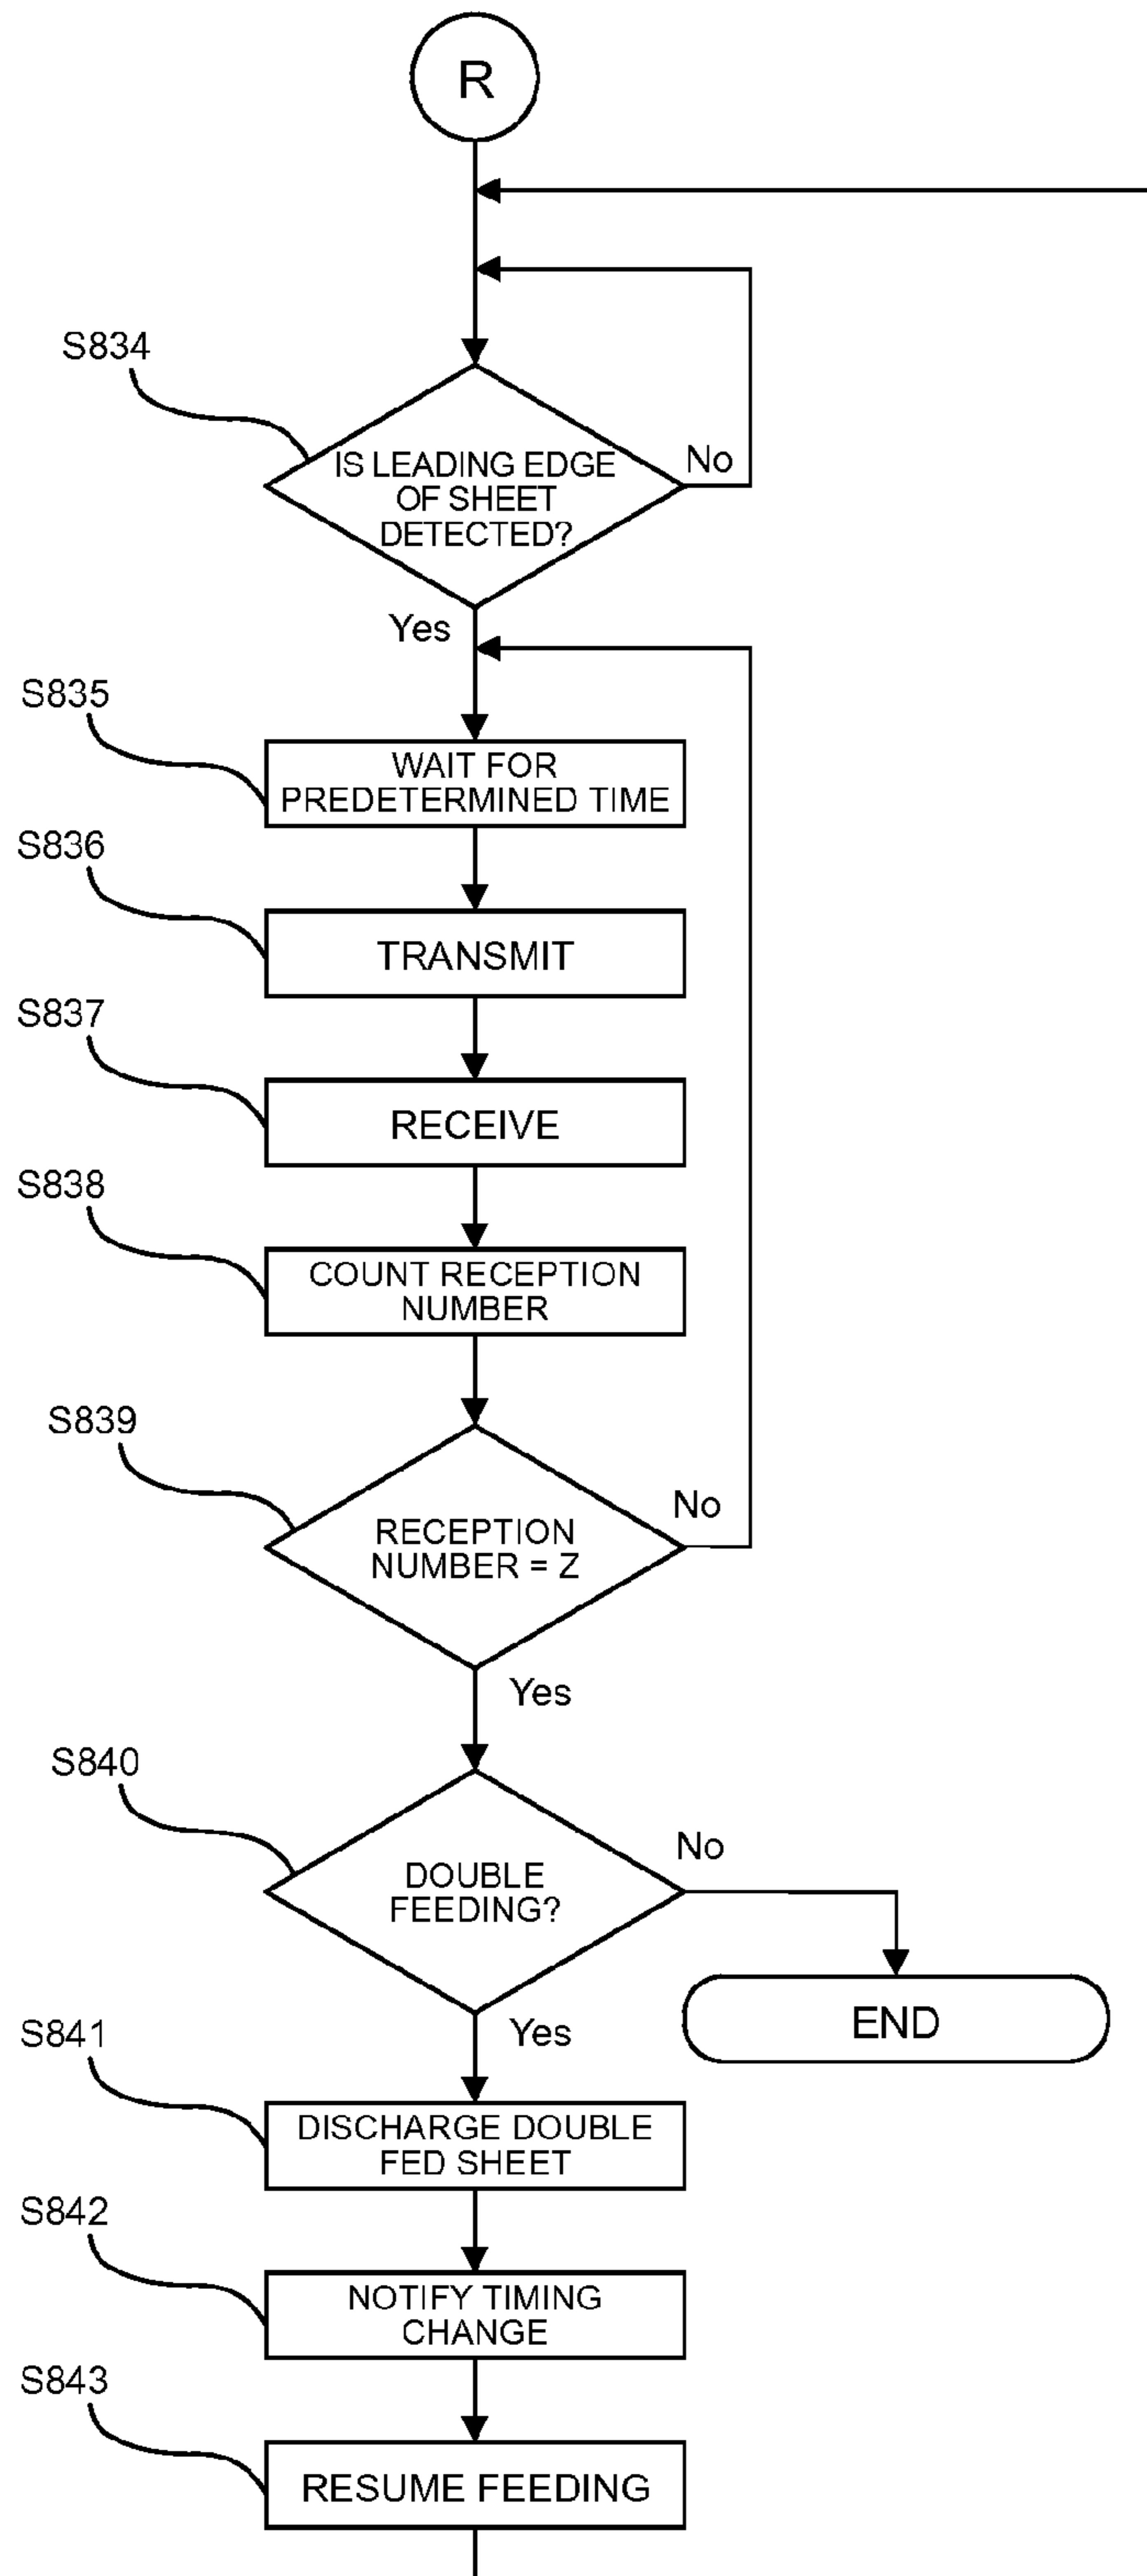 R
S834
IS LEADING EDGE
OF SHEET
DETECTED?
No
Yes
S835
WAIT FOR
PREDETERMINED TIME
S836
TRANSMIT
S837
RECEIVE
S838
COUNT RECEPTION
NUMBER
S839
RECEPTION
NUMBER = Z
No
Yes
S840
DOUBLE
FEEDING?
No
END
Yes
S841
DISCHARGE DOUBLE
FED SHEET
S842
NOTIFY TIMING
CHANGE
S843
RESUME FEEDING